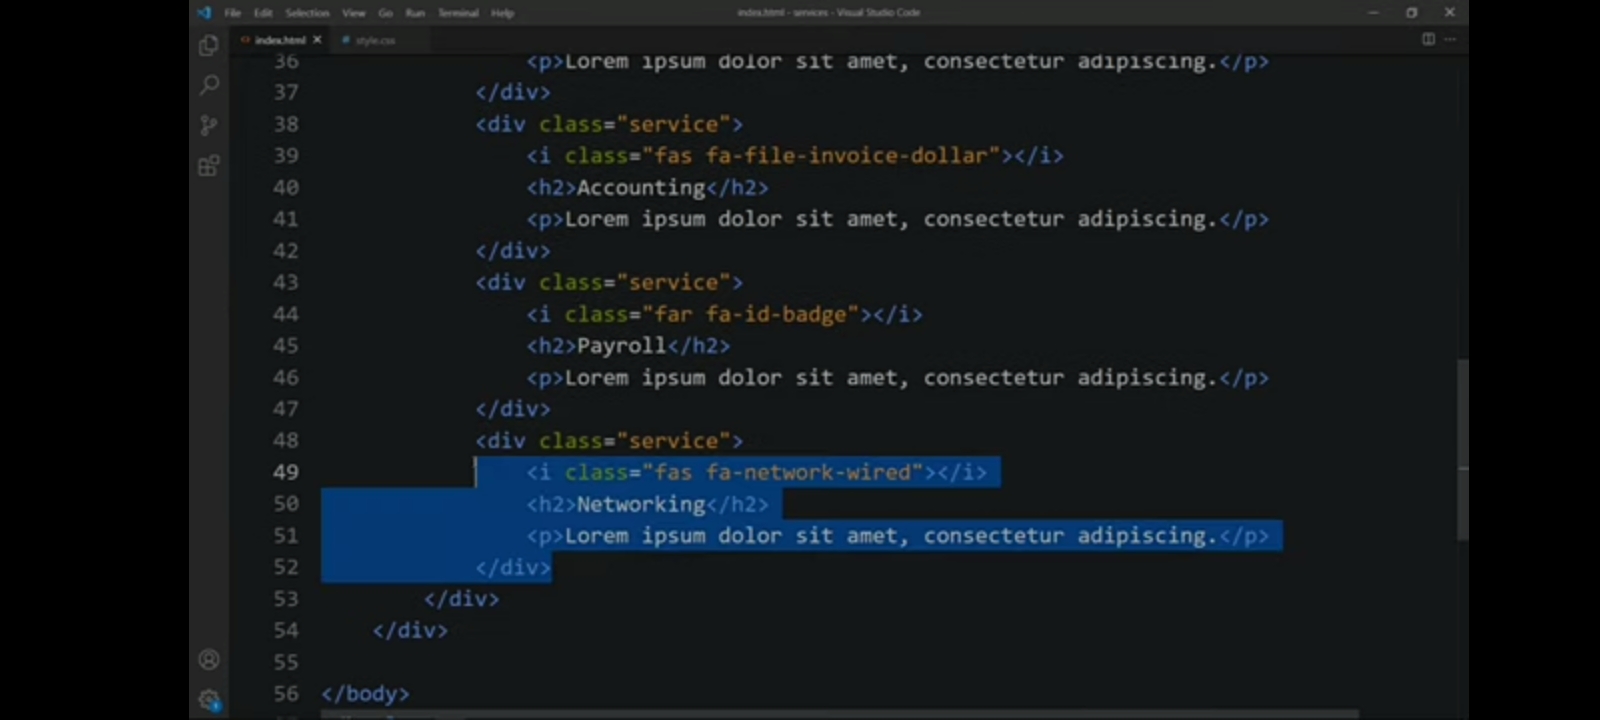 File Edit Selection View Go Run Terminal Help index.html - services - Visual Studio Code
index.html style.css
36 <p>Lorem ipsum dolor sit amet, consectetur adipiscing.</p>
37 </div>
38 <div class="service">
39 <i class="fas fa-file-invoice-dollar"></i>
40 <h2>Accounting</h2>
41 <p>Lorem ipsum dolor sit amet, consectetur adipiscing.</p>
42 </div>
43 <div class="service">
44 <i class="far fa-id-badge"></i>
45 <h2>Payroll</h2>
46 <p>Lorem ipsum dolor sit amet, consectetur adipiscing.</p>
47 </div>
48 <div class="service">
49 <i class="fas fa-network-wired"></i>
50 <h2>Networking</h2>
51 <p>Lorem ipsum dolor sit amet, consectetur adipiscing.</p>
52 </div>
53 </div>
54 </div>
55
56 </body>